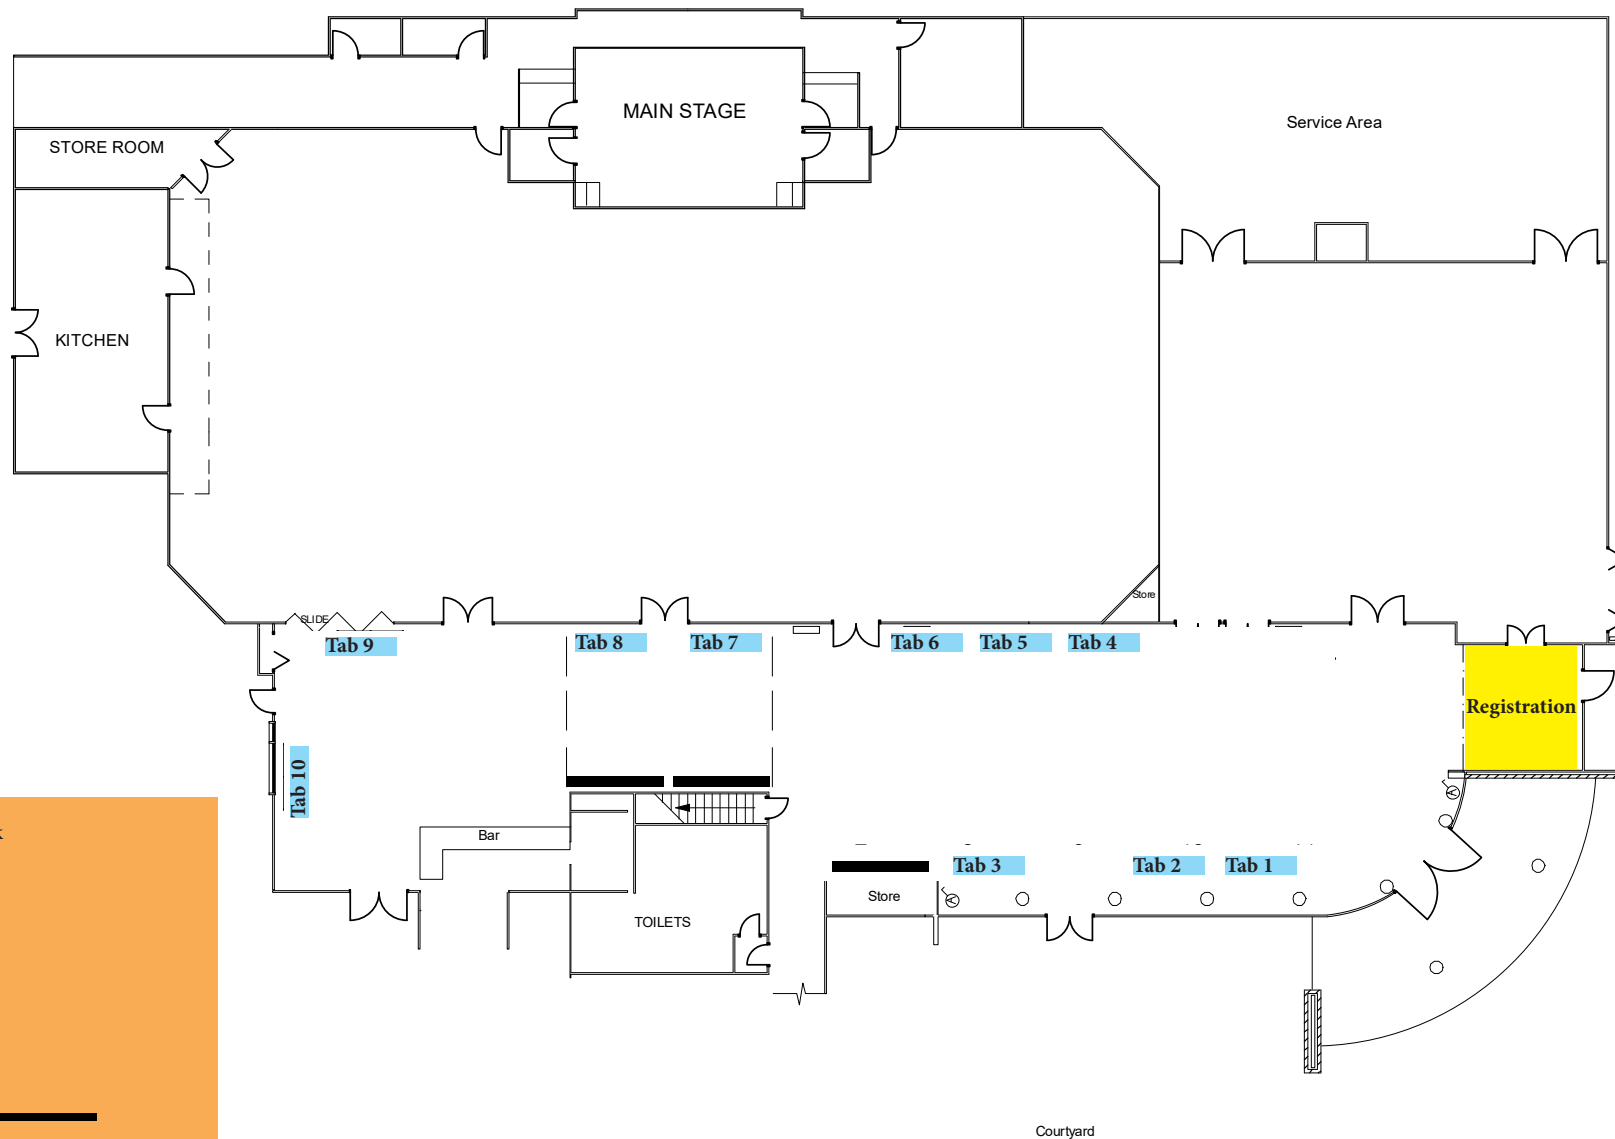 MAIN STAGE
Service Area
STORE ROOM
KITCHEN
Store
SLIDE
Tab 9
Tab 8
Tab 7
Tab 6
Tab 5
Tab 4
Registration
Tab 10
Bar
Tab 3
Tab 2
Tab 1
Store
A
A
TOILETS
Courtyard